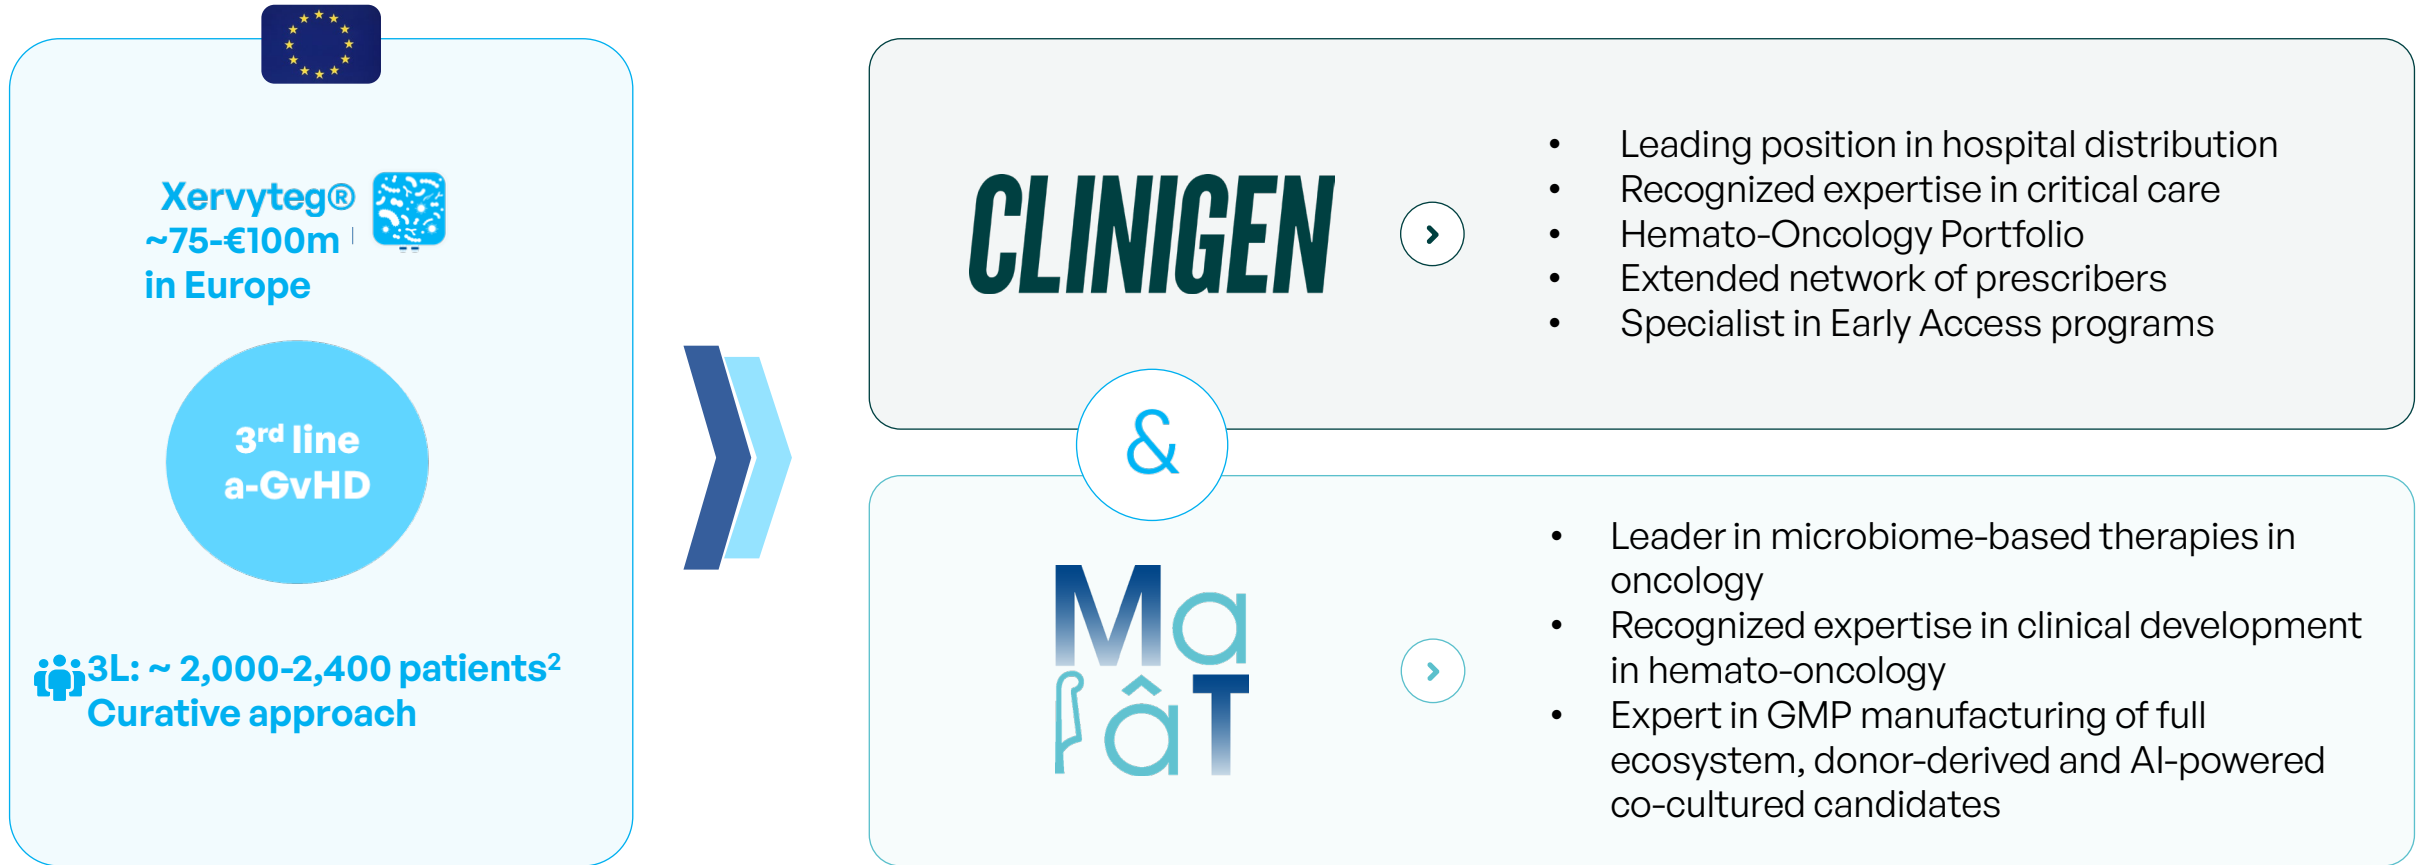 Xervyteg®
~75-€100m
in Europe
3rd line
a-GvHD
3L: ~ 2,000-2,400 patients²
Curative approach
CLINIGEN
• Leading position in hospital distribution
• Recognized expertise in critical care
• Hemato-Oncology Portfolio
• Extended network of prescribers
• Specialist in Early Access programs
&
Ma
ât
• Leader in microbiome-based therapies in
oncology
• Recognized expertise in clinical development
in hemato-oncology
• Expert in GMP manufacturing of full
ecosystem, donor-derived and AI-powered
co-cultured candidates